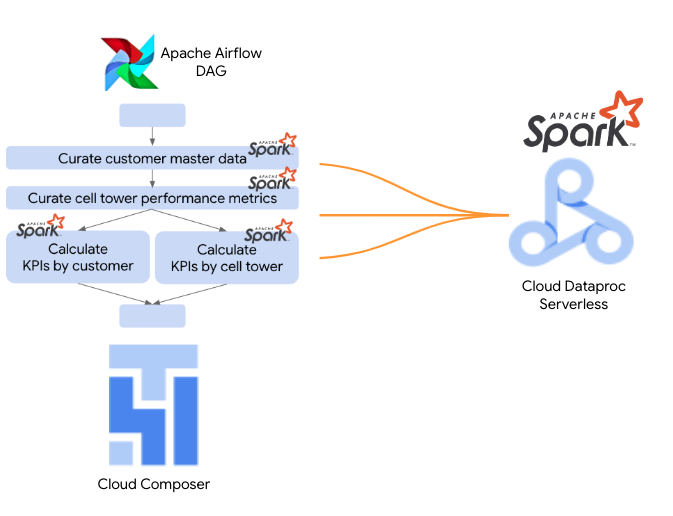 Apache Airflow
DAG
APACHE
Spark
TM
Curate customer master data
APACHE
Spark
Curate cell tower performance metrics
APACHE
Spark
APACHE
Spark
Calculate
KPIs by customer
APACHE
Spark
Calculate
KPIs by cell tower
Cloud Dataproc
Serverless
Cloud Composer